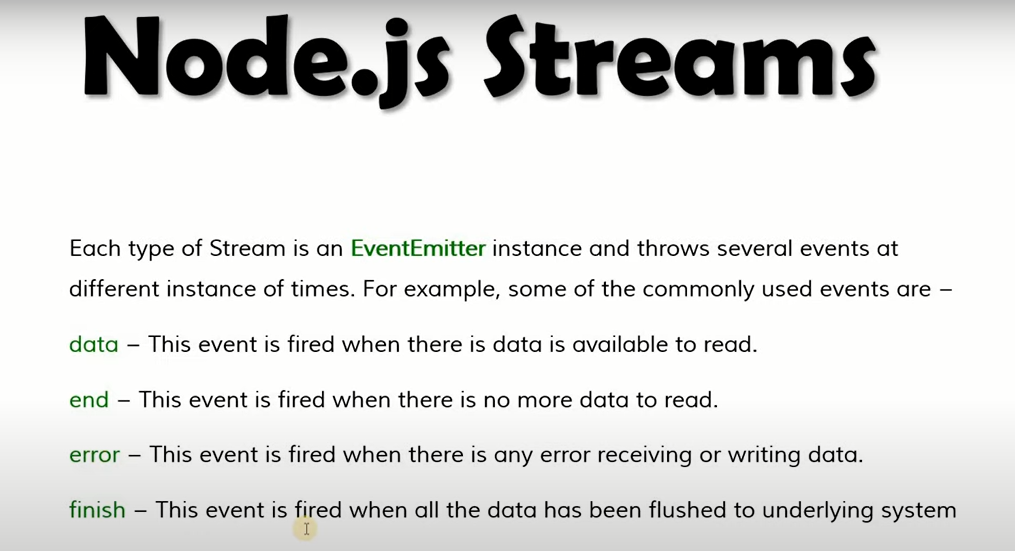 Node.js Streams
Each type of Stream is an EventEmitter instance and throws several events at
different instance of times. For example, some of the commonly used events are –
data – This event is fired when there is data is available to read.
end – This event is fired when there is no more data to read.
error – This event is fired when there is any error receiving or writing data.
finish – This event is fired when all the data has been flushed to underlying system